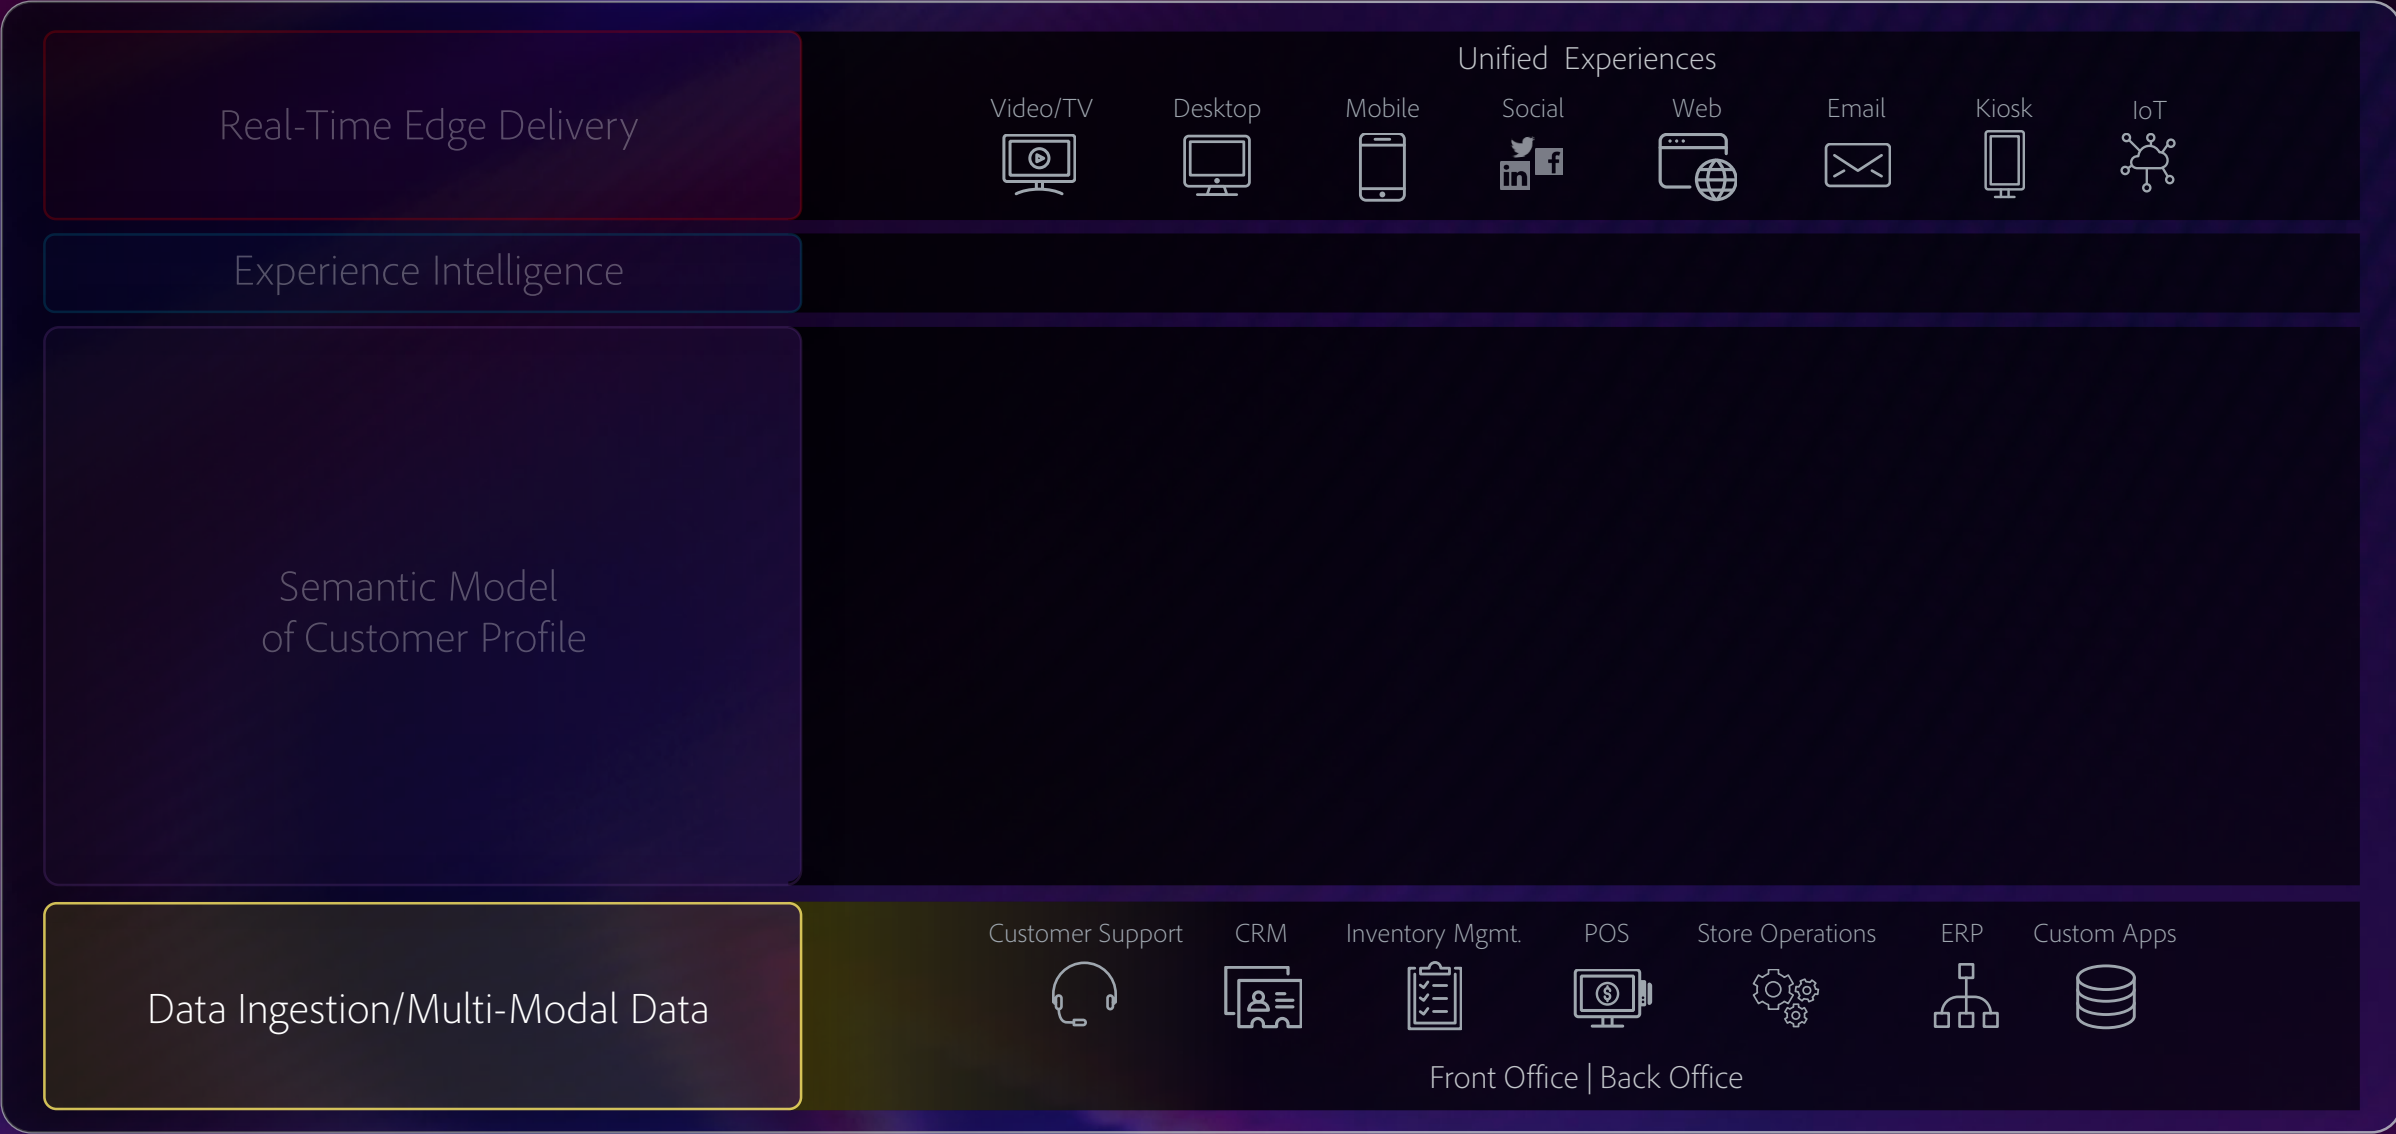 Real-Time Edge Delivery
Unified Experiences
Video/TV
Desktop
Mobile
Social
Web
Email
Kiosk
IoT
in
f
Experience Intelligence
Semantic Model
of Customer Profile
Data Ingestion/Multi-Modal Data
Customer Support
CRM
Inventory Mgmt.
POS
Store Operations
ERP
Custom Apps
$
Front Office | Back Office